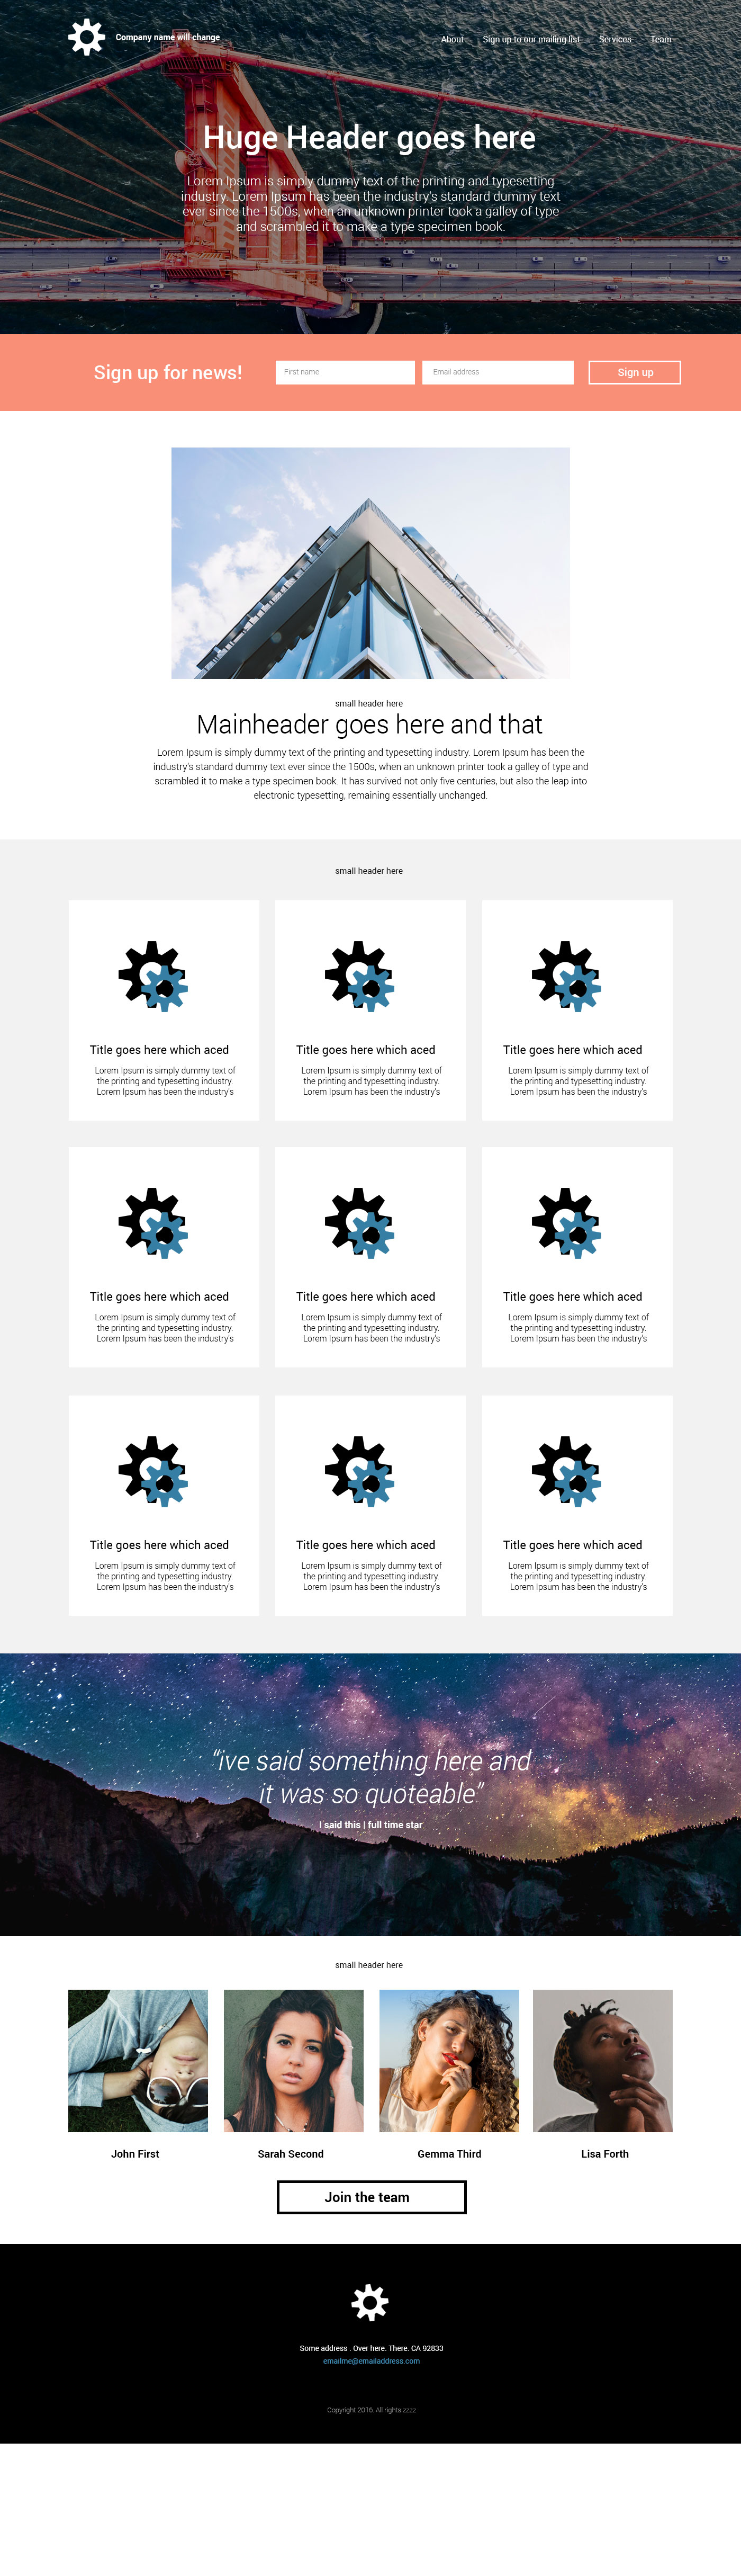 Company name will change
About Sign up to our mailing list Services Team
Huge Header goes here
Lorem Ipsum is simply dummy text of the printing and typesetting
industry. Lorem Ipsum has been the industry's standard dummy text
ever since the 1500s, when an unknown printer took a galley of type
and scrambled it to make a type specimen book.
Sign up for news!
First name
Email address
Sign up
small header here
Mainheader goes here and that
Lorem Ipsum is simply dummy text of the printing and typesetting industry. Lorem Ipsum has been the
industry's standard dummy text ever since the 1500s, when an unknown printer took a galley of type and
scrambled it to make a type specimen book. It has survived not only five centuries, but also the leap into
electronic typesetting, remaining essentially unchanged.
small header here
Title goes here which aced
Lorem Ipsum is simply dummy text of
the printing and typesetting industry.
Lorem Ipsum has been the industry's
Title goes here which aced
Lorem Ipsum is simply dummy text of
the printing and typesetting industry.
Lorem Ipsum has been the industry's
Title goes here which aced
Lorem Ipsum is simply dummy text of
the printing and typesetting industry.
Lorem Ipsum has been the industry's
Title goes here which aced
Lorem Ipsum is simply dummy text of
the printing and typesetting industry.
Lorem Ipsum has been the industry's
Title goes here which aced
Lorem Ipsum is simply dummy text of
the printing and typesetting industry.
Lorem Ipsum has been the industry's
Title goes here which aced
Lorem Ipsum is simply dummy text of
the printing and typesetting industry.
Lorem Ipsum has been the industry's
Title goes here which aced
Lorem Ipsum is simply dummy text of
the printing and typesetting industry.
Lorem Ipsum has been the industry's
Title goes here which aced
Lorem Ipsum is simply dummy text of
the printing and typesetting industry.
Lorem Ipsum has been the industry's
Title goes here which aced
Lorem Ipsum is simply dummy text of
the printing and typesetting industry.
Lorem Ipsum has been the industry's
“ive said something here and
it was so quoteable”
I said this | full time star
small header here
John First
Sarah Second
Gemma Third
Lisa Forth
Join the team
Some address . Over here. There. CA 92833
emailme@emailaddress.com
Copyright 2016. All rights zzzz